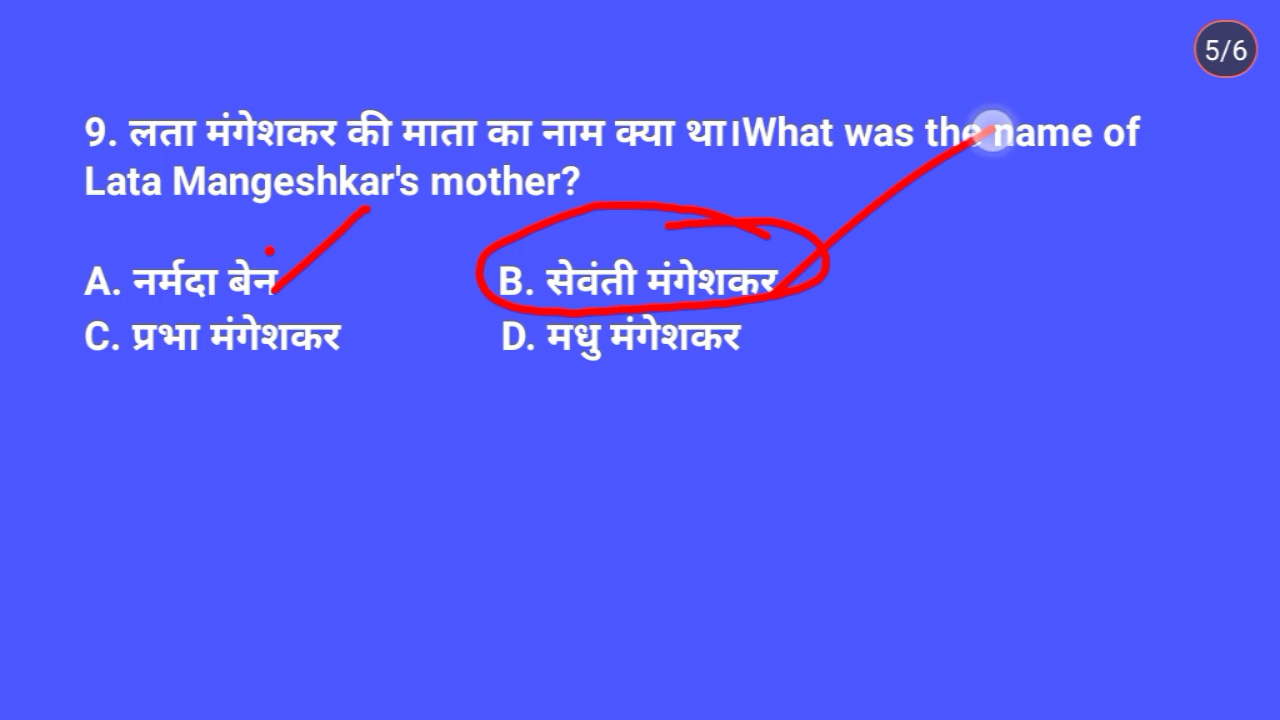 5/6
9. लता मंगेशकर की माता का नाम क्या था।What was the name of
Lata Mangeshkar's mother?
A. नर्मदा बेन B. सेवंती मंगेशकर
C. प्रभा मंगेशकर D. मधु मंगेशकर